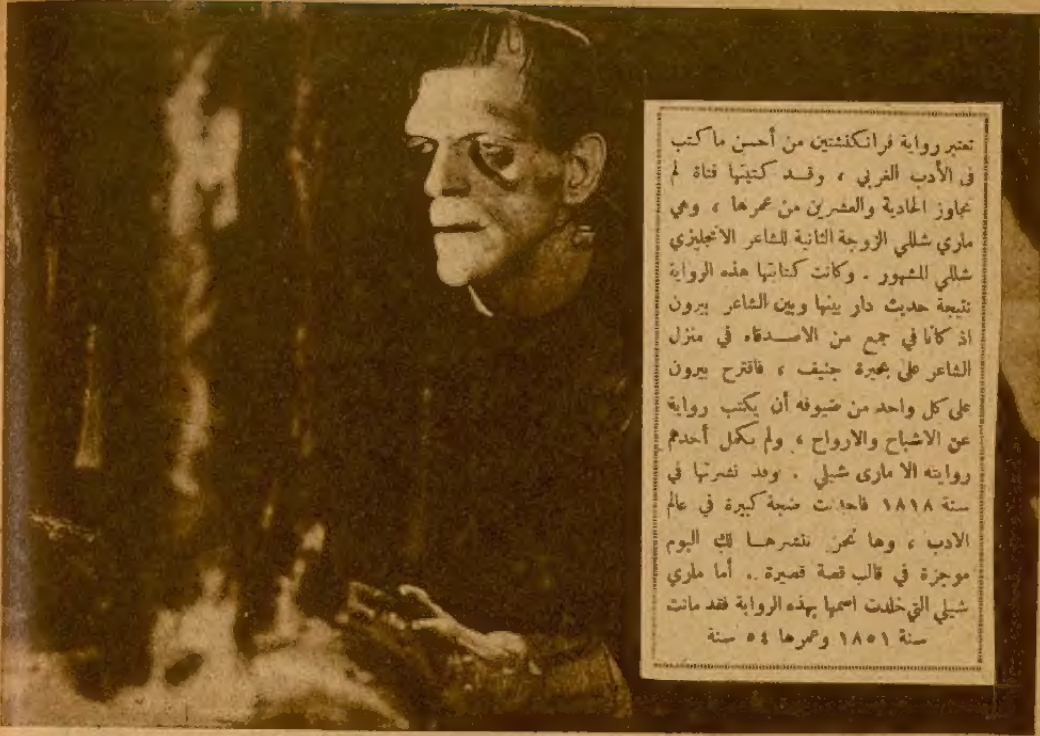 تعتبر رواية فرانكنشتين من أحسن ما كتب
فى الأدب الغربي ، وقد كتبتها فتاة لم
تجاوز الحادية والعشرين من عمرها ، وهي
ماري شللي الزوجة الثانية للشاعر الانجليزي
شللي المشهور . وكانت كتابتها هذه الرواية
نتيجة حديث دار بينها وبين الشاعر بيرون
اذ كانا في جمع من الاصدقاء في منزل
الشاعر على بحيرة جنيف ، فاقترح بيرون
على كل واحد من ضيوفه أن يكتب رواية
عن الاشباح والارواح ، ولم يكمل أحدهم
روايته الا مارى شيلي . وقد نشرتها في
سنة ١٨١٨ فاحدثت ضجة كبيرة في عالم
الادب ، وها نحن ننشرها لك اليوم
موجزة في قالب قصة قصيرة .. أما ماري
شيلي التي خلدت اسمها بهذه الرواية فقد ماتت
سنة ١٨٥١ وعمرها ٥٤ سنة